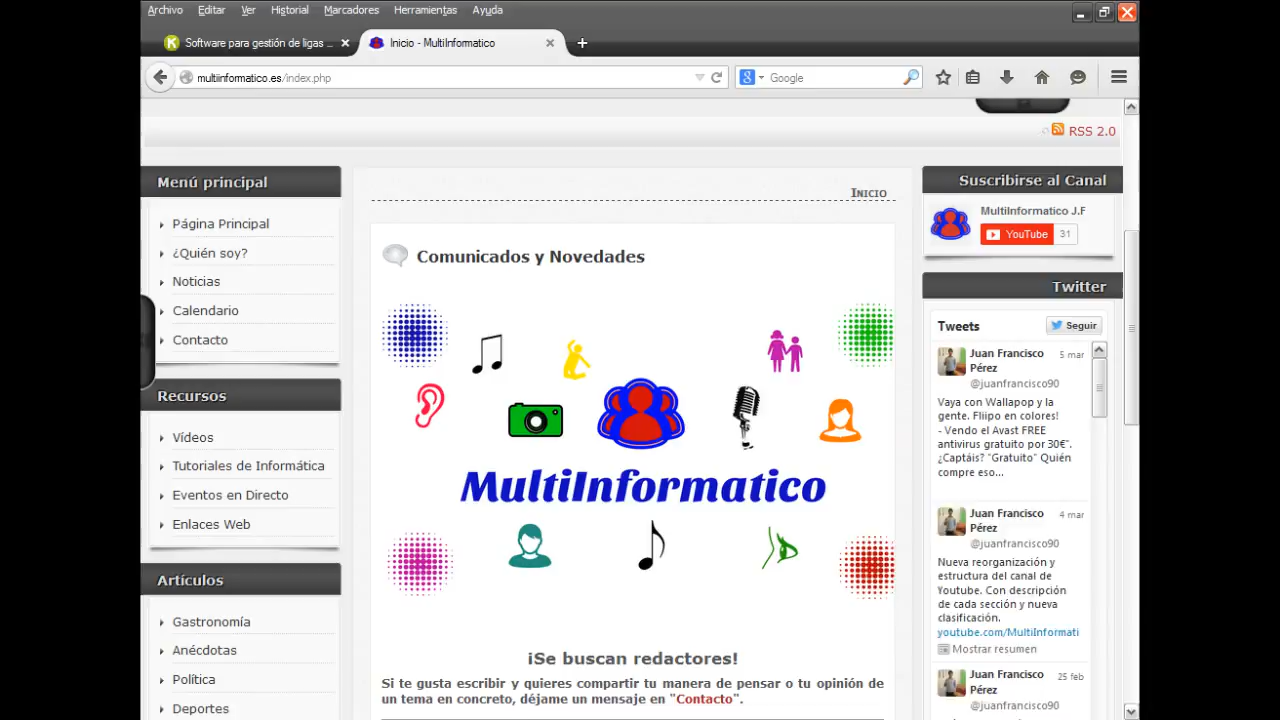 Archivo Editar Ver Historial Marcadores Herramientas Ayuda
Software para gestión de ligas ...
Inicio - MultiInformatico
multiinformatico.es/index.php
Google
RSS 2.0
Menú principal
Página Principal
¿Quién soy?
Noticias
Calendario
Contacto
Recursos
Vídeos
Tutoriales de Informática
Eventos en Directo
Enlaces Web
Artículos
Gastronomía
Anécdotas
Política
Deportes
Inicio
Comunicados y Novedades
MultiInformatico
¡Se buscan redactores!
Si te gusta escribir y quieres compartir tu manera de pensar o tu opinión de
un tema en concreto, déjame un mensaje en "Contacto".
Suscribirse al Canal
MultiInformatico J.F
YouTube 31
Twitter
Tweets
Seguir
Juan Francisco 5 mar
Pérez
@juanfrancisco90
Vaya con Wallapop y la
gente. Fliipo en colores!
- Vendo el Avast FREE
antivirus gratuito por 30€".
¿Captáis? "Gratuito" Quién
compre eso...
Juan Francisco 4 mar
Pérez
@juanfrancisco90
Nueva reorganización y
estructura del canal de
Youtube. Con descripción
de cada sección y nueva
clasificación.
youtube.com/MultiInformati
Mostrar resumen
Juan Francisco 25 feb
Pérez
@juanfrancisco90